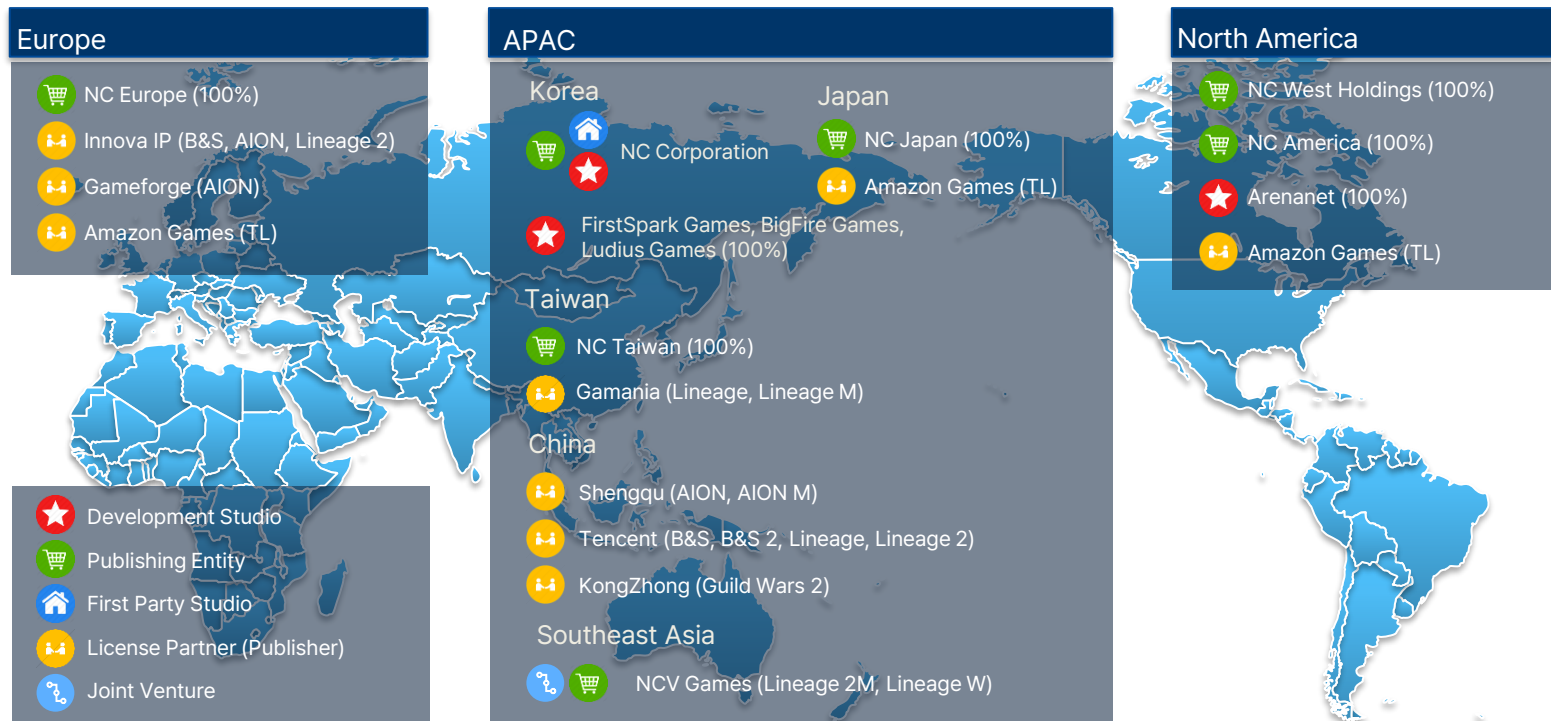 Europe
NC Europe (100%)
Innova IP (B&S, AION, Lineage 2)
Gameforge (AION)
Amazon Games (TL)
Development Studio
Publishing Entity
First Party Studio
License Partner (Publisher)
Joint Venture
APAC
Korea
NC Corporation
FirstSpark Games, BigFire Games,
Ludius Games (100%)
Japan
NC Japan (100%)
Amazon Games (TL)
Taiwan
NC Taiwan (100%)
Gamania (Lineage, Lineage M)
China
Shengqu (AION, AION M)
Tencent (B&S, B&S 2, Lineage, Lineage 2)
KongZhong (Guild Wars 2)
Southeast Asia
NCV Games (Lineage 2M, Lineage W)
North America
NC West Holdings (100%)
NC America (100%)
Arenanet (100%)
Amazon Games (TL)